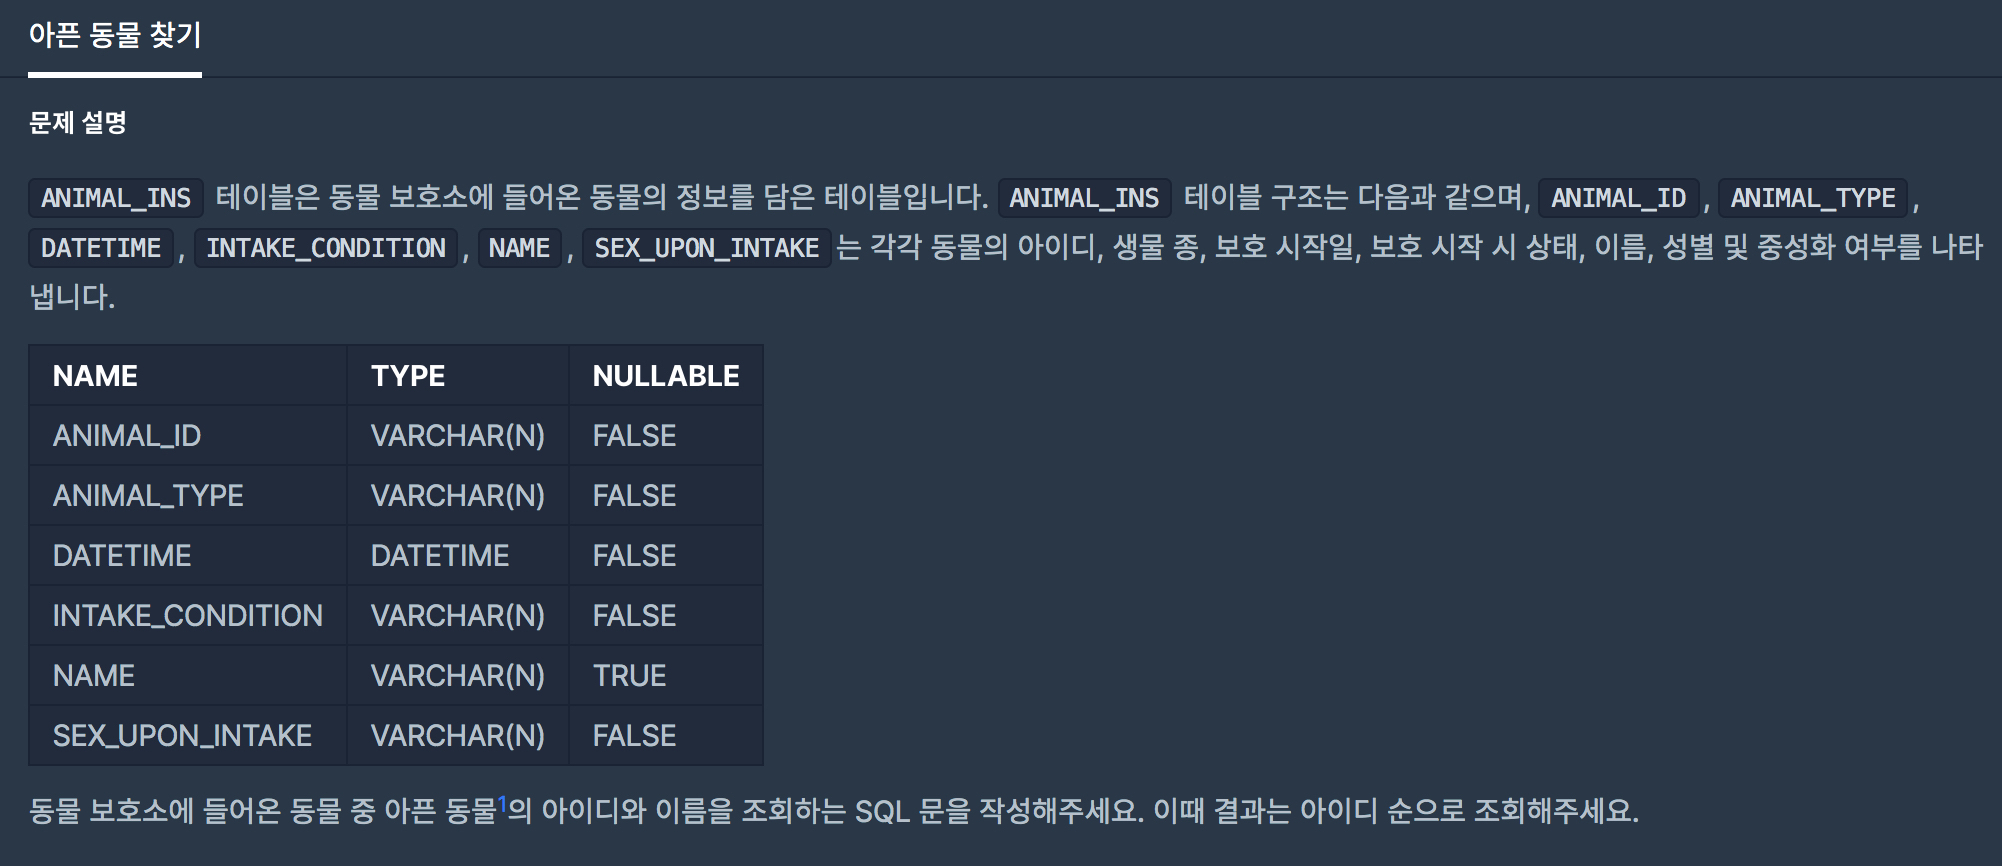 아픈 동물 찾기
문제 설명
ANIMAL_INS 테이블은 동물 보호소에 들어온 동물의 정보를 담은 테이블입니다. ANIMAL_INS 테이블 구조는 다음과 같으며, ANIMAL_ID , ANIMAL_TYPE ,
DATETIME , INTAKE_CONDITION , NAME , SEX_UPON_INTAKE 는 각각 동물의 아이디, 생물 종, 보호 시작일, 보호 시작 시 상태, 이름, 성별 및 중성화 여부를 나타
냅니다.
NAME TYPE NULLABLE
ANIMAL_ID VARCHAR(N) FALSE
ANIMAL_TYPE VARCHAR(N) FALSE
DATETIME DATETIME FALSE
INTAKE_CONDITION VARCHAR(N) FALSE
NAME VARCHAR(N) TRUE
SEX_UPON_INTAKE VARCHAR(N) FALSE
동물 보호소에 들어온 동물 중 아픈 동물1의 아이디와 이름을 조회하는 SQL 문을 작성해주세요. 이때 결과는 아이디 순으로 조회해주세요.